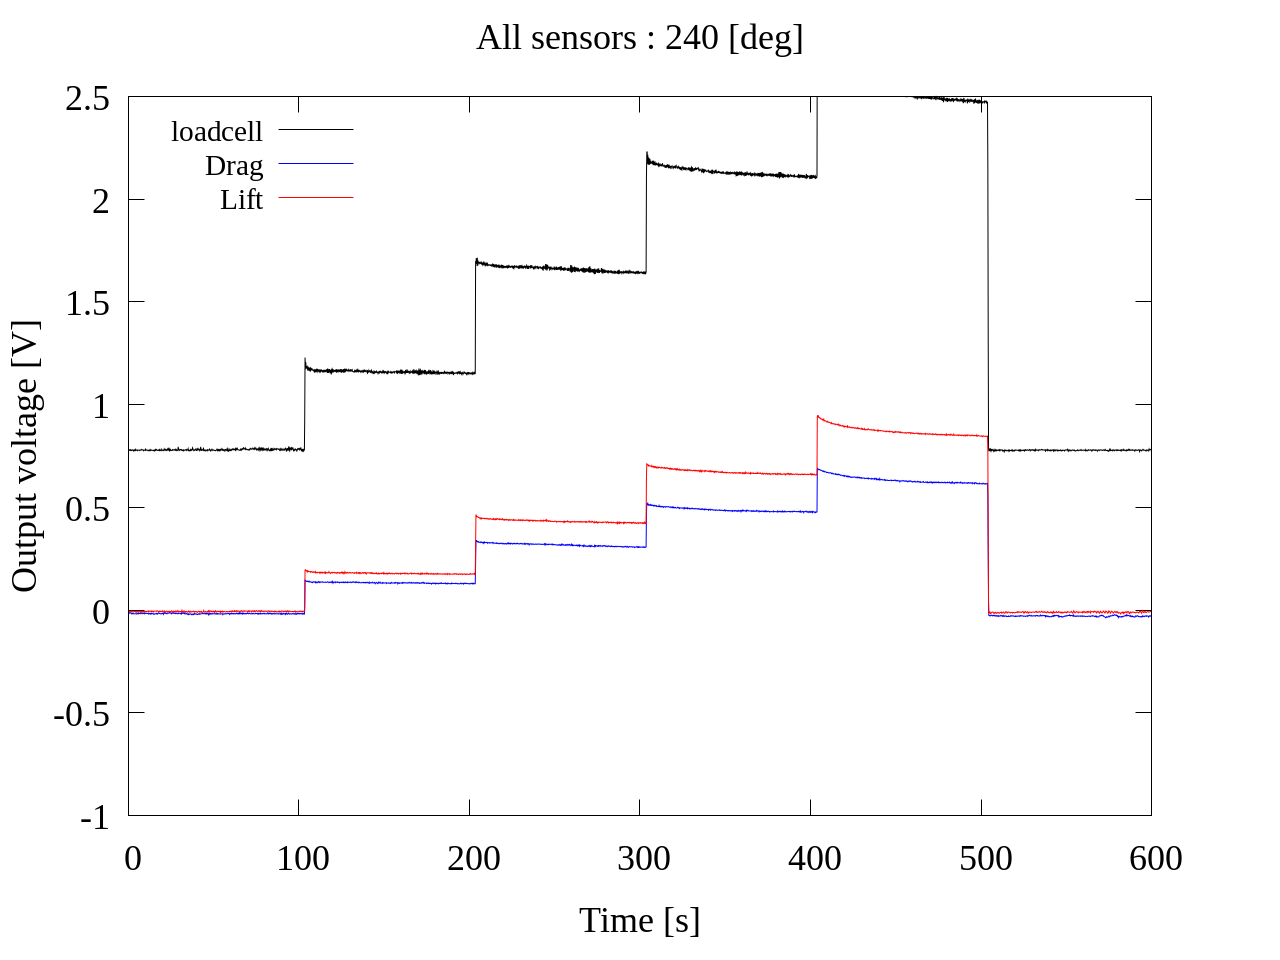 All sensors : 240 [deg]
2.5
2
1.5
1
0.5
0
-0.5
-1
loadcell
Drag
Lift
Output voltage [V]
0 100 200 300 400 500 600
Time [s]